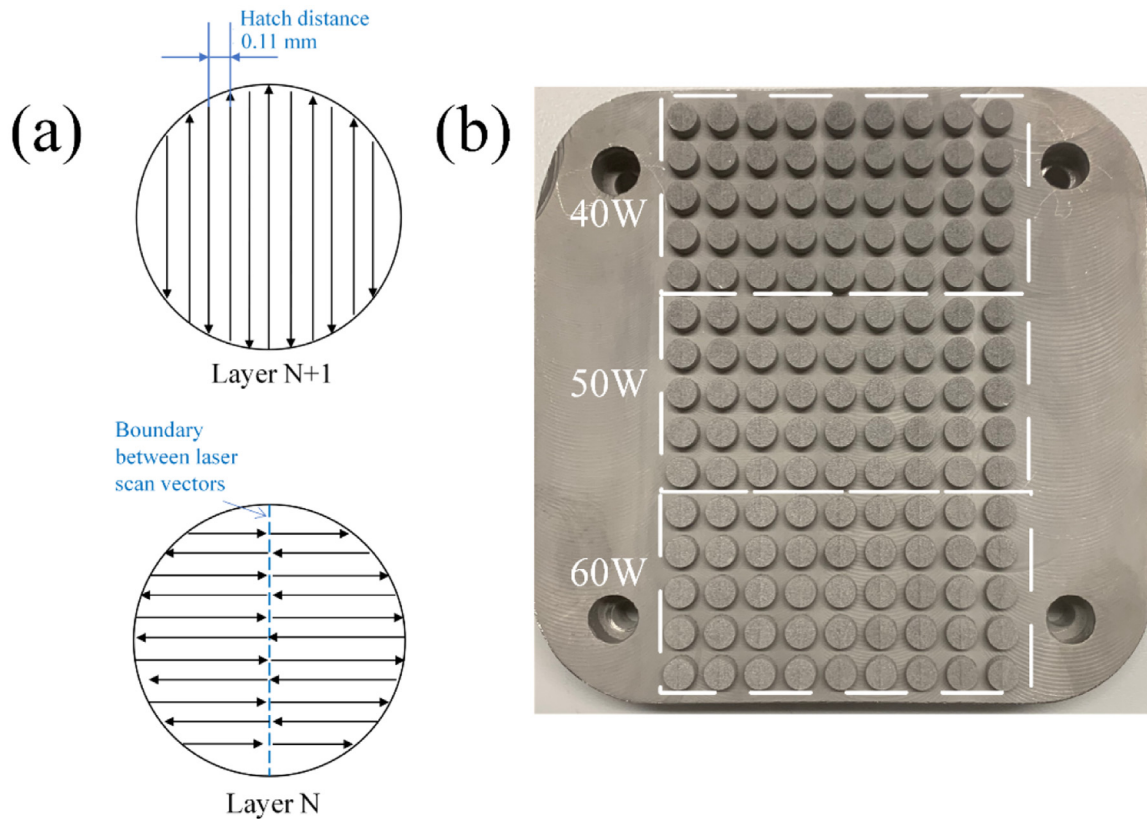 (a)
Hatch distance
0.11 mm
Layer N+1
Boundary
between laser
scan vectors
Layer N
(b)
40W
50W
60W